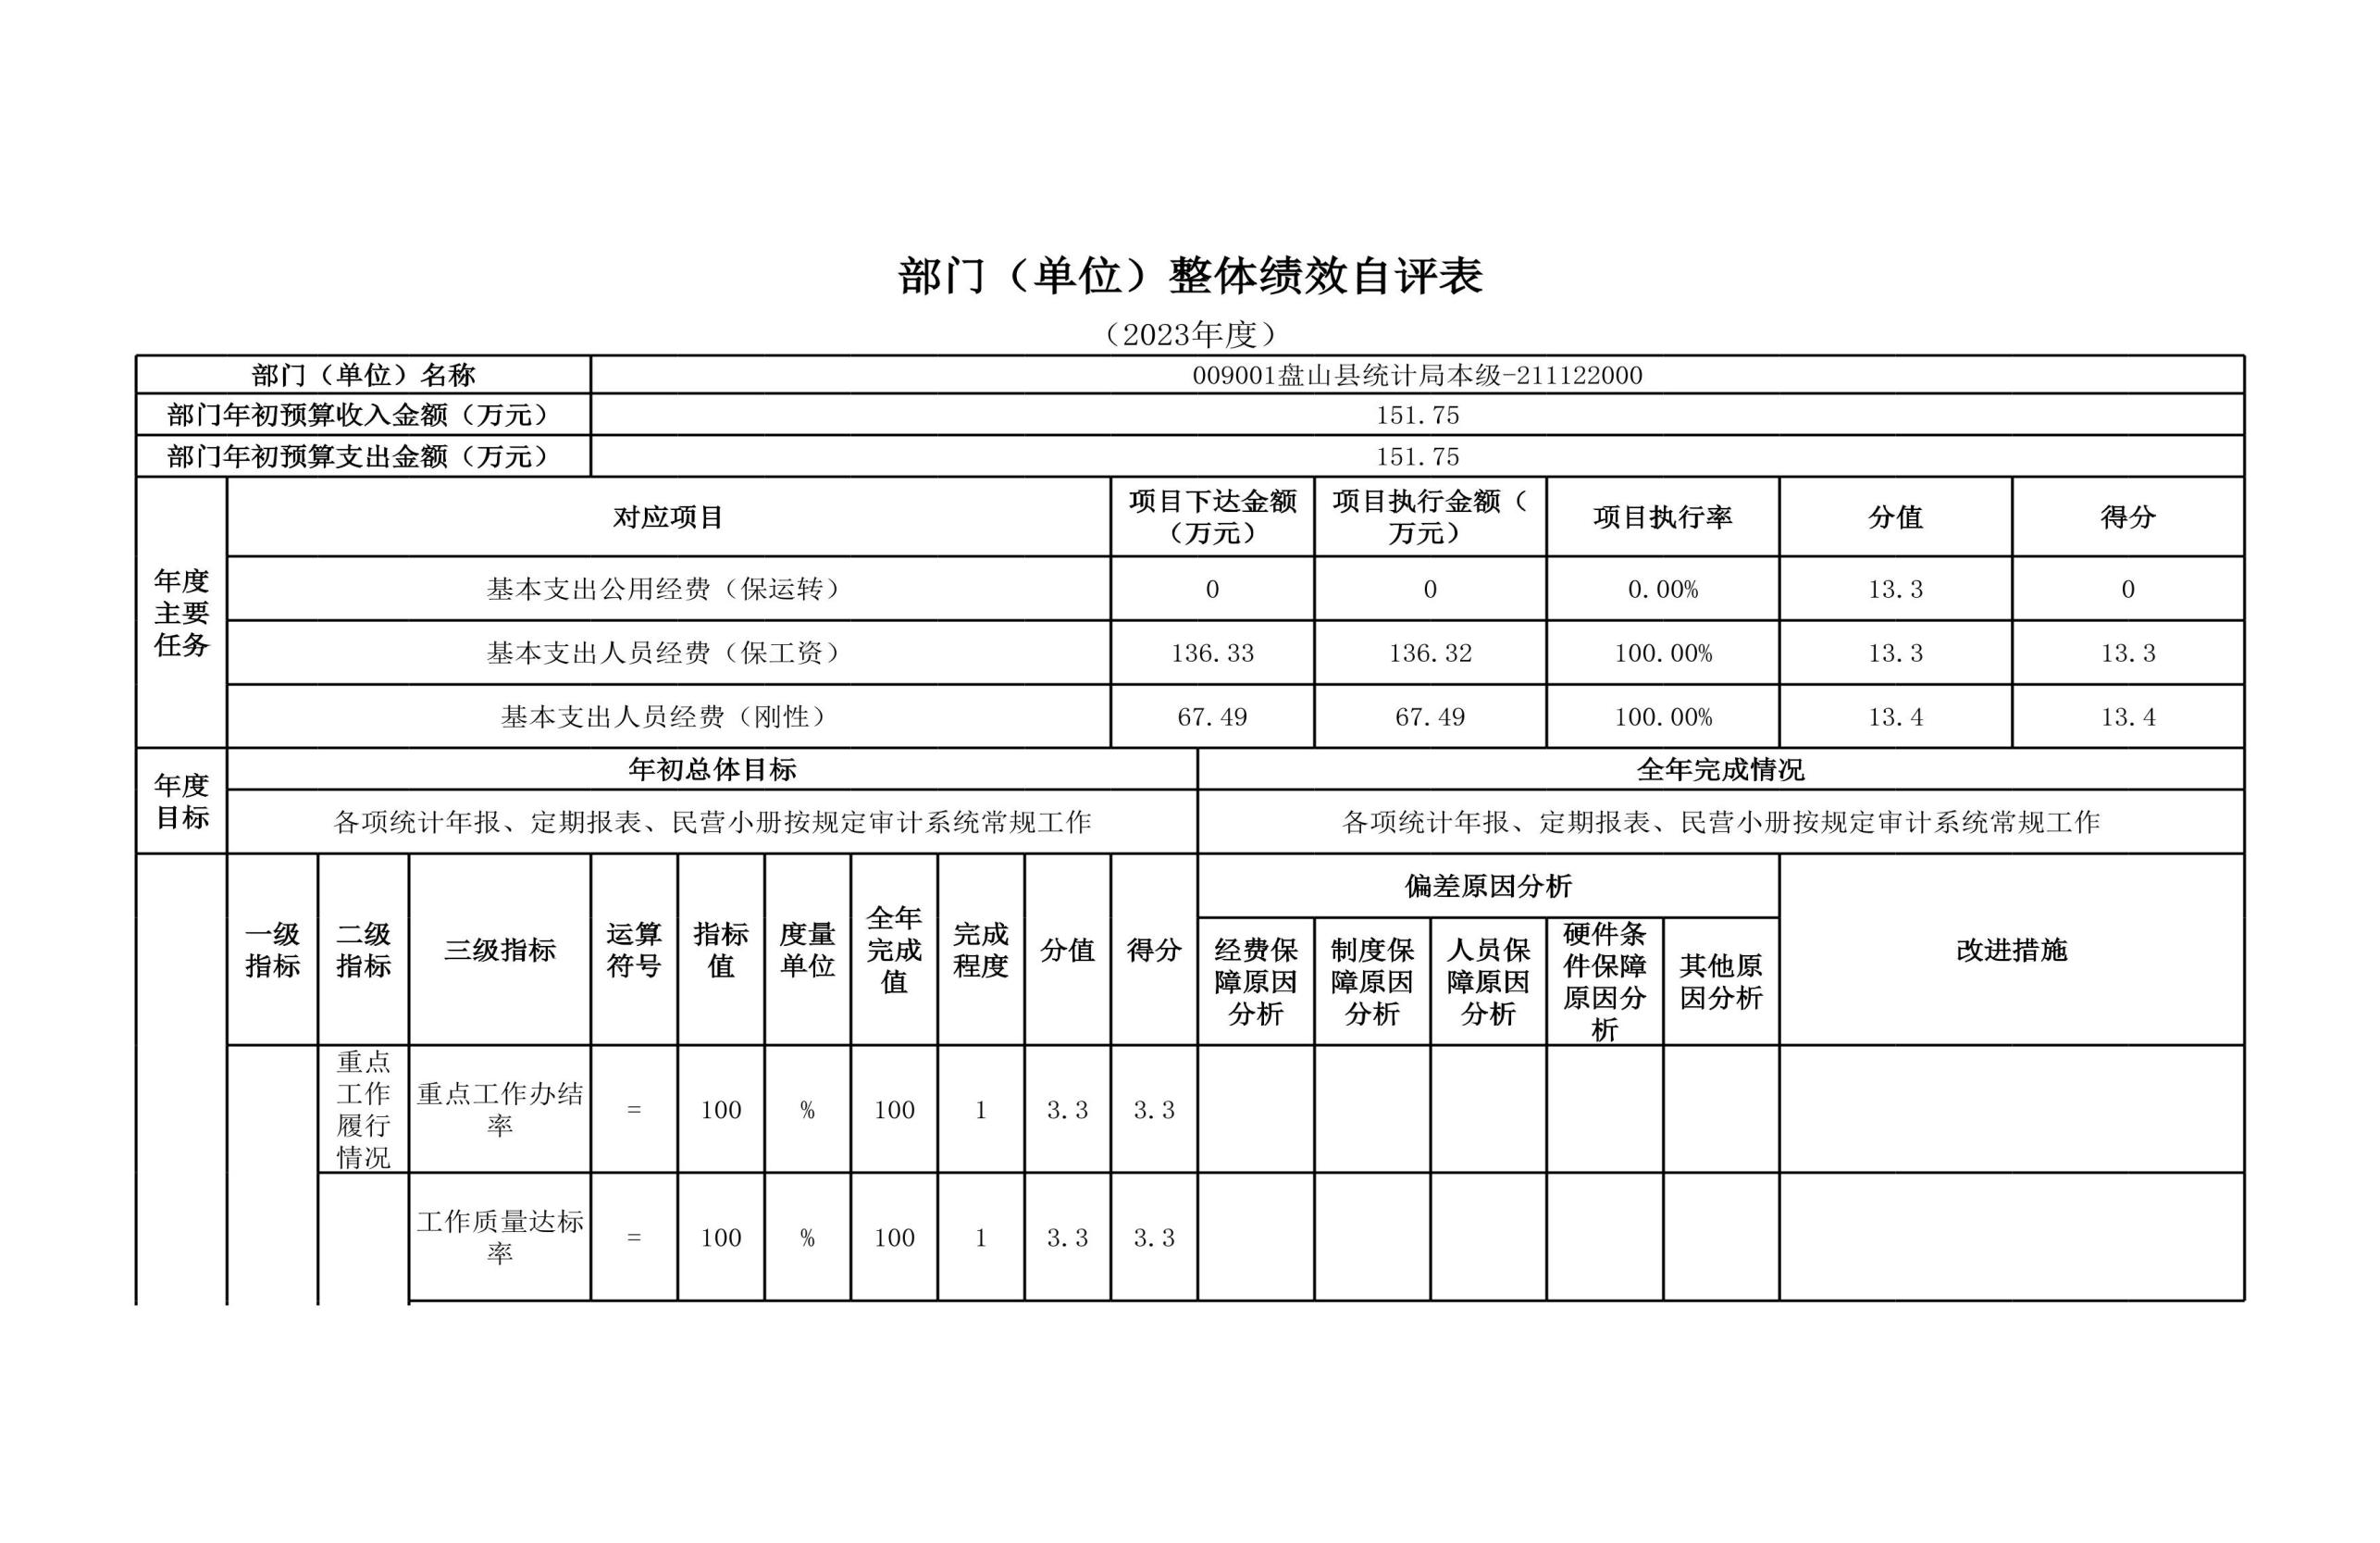 部门（单位）整体绩效自评表
（2023年度）
部门（单位）名称 009001盘山县统计局本级-211122000
部门年初预算收入金额（万元） 151.75
部门年初预算支出金额（万元） 151.75
年度
主要
任务
对应项目
项目下达金额
（万元）
项目执行金额（
万元）
项目执行率
分值
得分
基本支出公用经费（保运转） 0 0 0.00% 13.3 0
基本支出人员经费（保工资） 136.33 136.32 100.00% 13.3 13.3
基本支出人员经费（刚性） 67.49 67.49 100.00% 13.4 13.4
年度
目标
年初总体目标 全年完成情况
各项统计年报、定期报表、民营小册按规定审计系统常规工作 各项统计年报、定期报表、民营小册按规定审计系统常规工作
一级
指标
二级
指标
三级指标
运算
符号
指标
值
度量
单位
全年
完成
值
完成
程度
分值
得分
偏差原因分析
经费保
障原因
分析
制度保
障原因
分析
人员保
障原因
分析
硬件条
件保障
原因分
析
其他原
因分析
改进措施
重点
工作
履行
情况
重点工作办结
率
= 100 % 100 1 3.3 3.3
工作质量达标
率
= 100 % 100 1 3.3 3.3